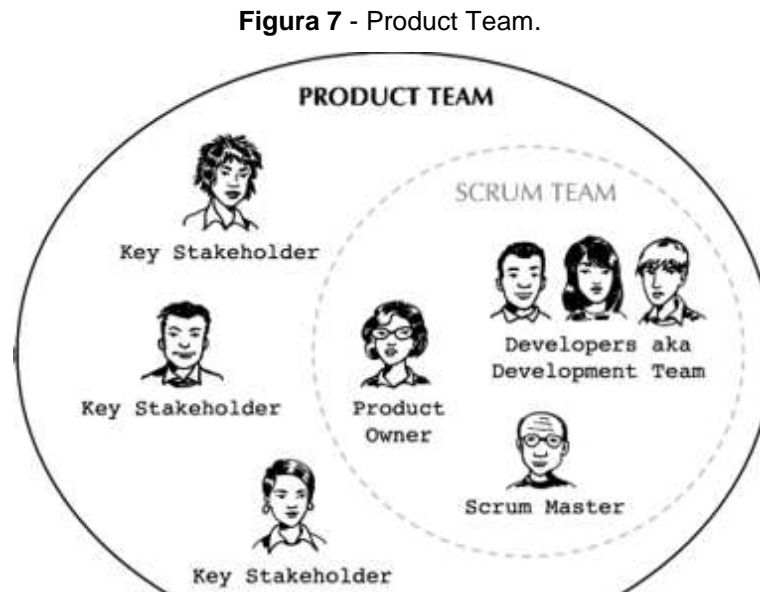 Figura 7 - Product Team.
PRODUCT TEAM
SCRUM TEAM
Key Stakeholder
Developers aka
Development Team
Key Stakeholder
Product
Owner
Scrum Master
Key Stakeholder